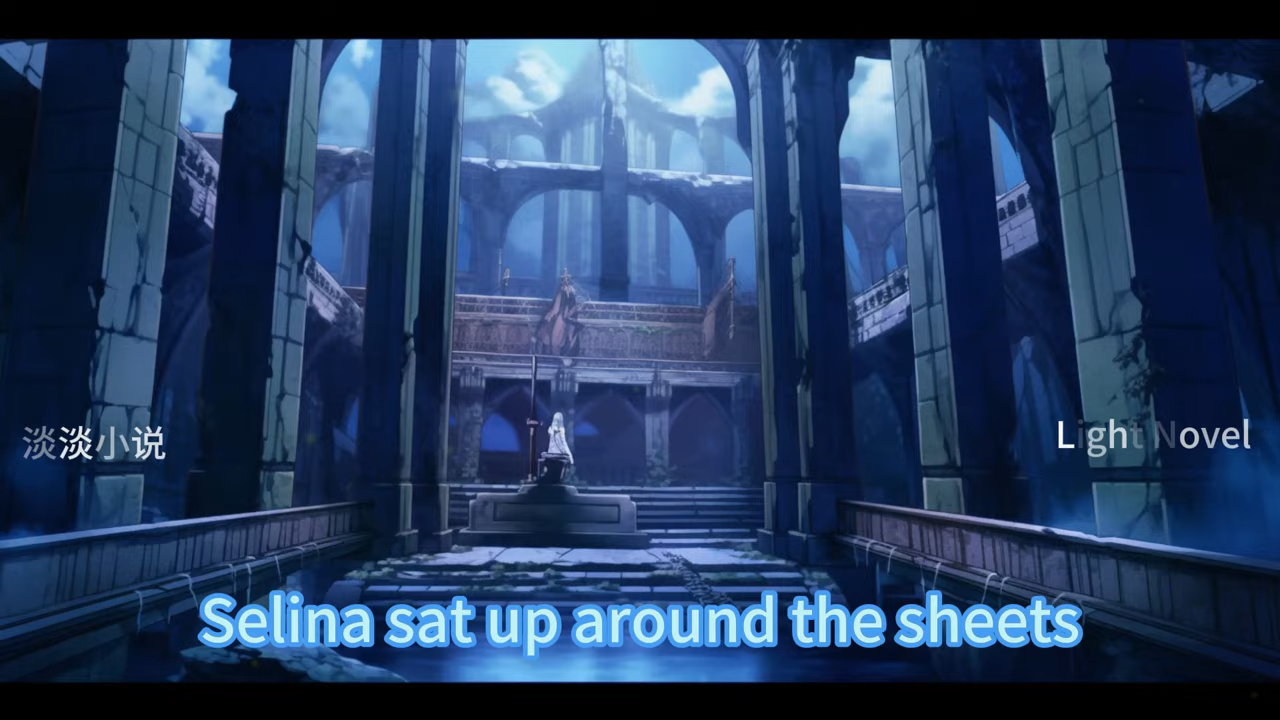 淡淡小说
Light Novel
Selina sat up around the sheets